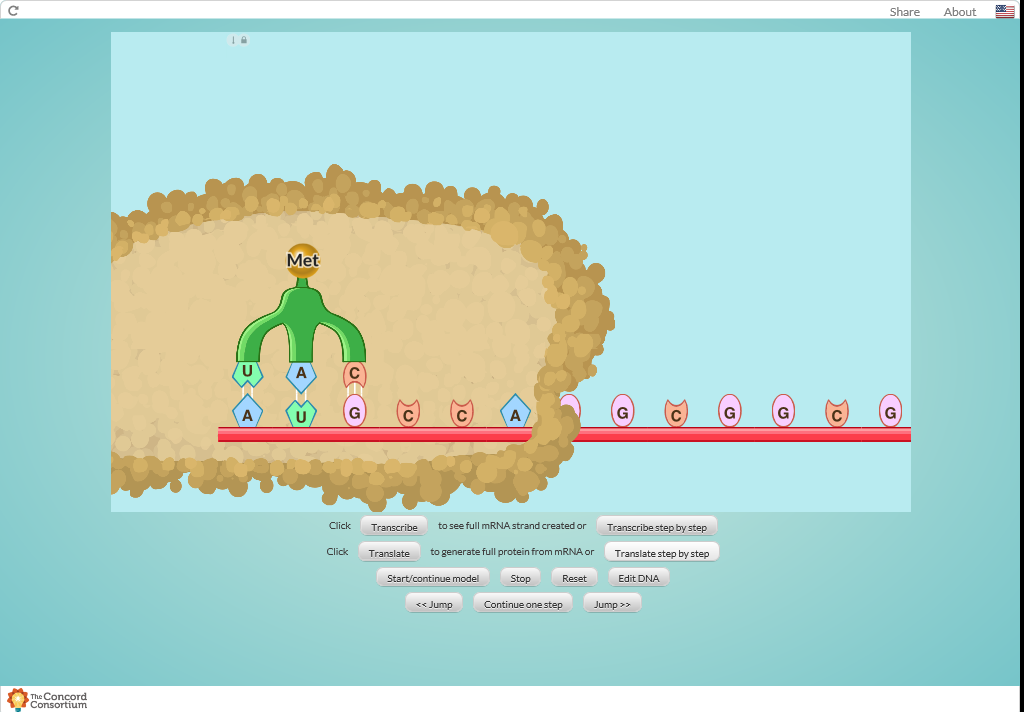 Share About
Met
U A C
A U G C C A G C G G C G
Click Transcribe to see full mRNA strand created or Transcribe step by step
Click Translate to generate full protein from mRNA or Translate step by step
Start/continue model Stop Reset Edit DNA
<< Jump Continue one step Jump >>
The Concord
Consortium